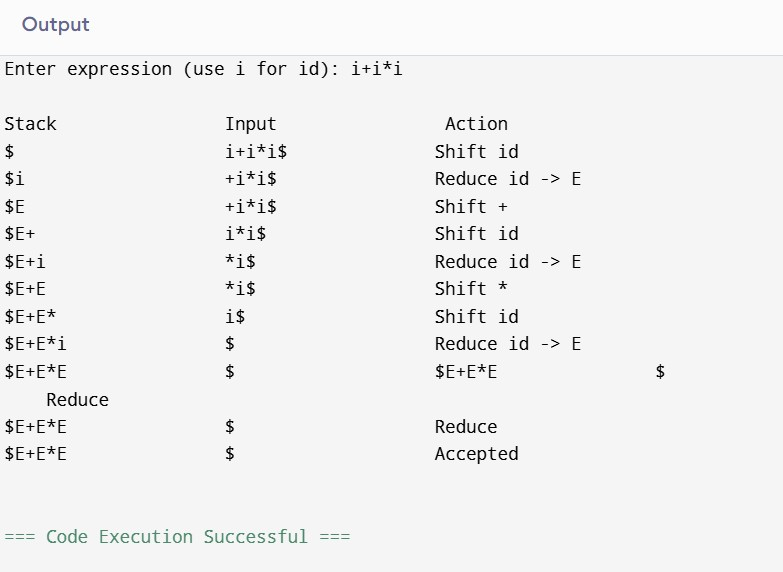 Output
Enter expression (use i for id): i+i*i
Stack Input Action
$ i+i*i$ Shift id
$i +i*i$ Reduce id -> E
$E +i*i$ Shift +
$E+ i*i$ Shift id
$E+i *i$ Reduce id -> E
$E+E *i$ Shift *
$E+E* i$ Shift id
$E+E*i $ Reduce id -> E
$E+E*E $ $E+E*E $
Reduce
$E+E*E $ Reduce
$E+E*E $ Accepted
=== Code Execution Successful ===